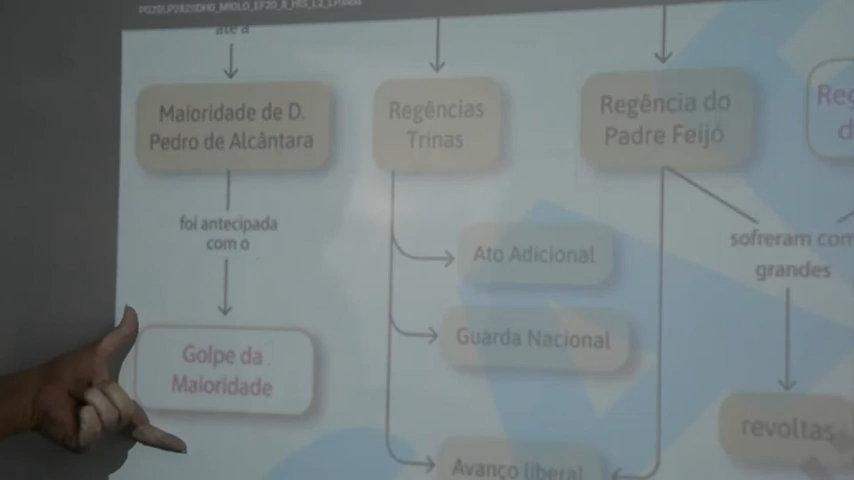 até a
Maioridade de D.
Pedro de Alcântara
foi antecipada
com o
Golpe da
Maioridade
Regências
Trinas
Ato Adicional
Guarda Nacional
Avanço liberal
Regência do
Padre Feijó
sofreram com
grandes
revoltas